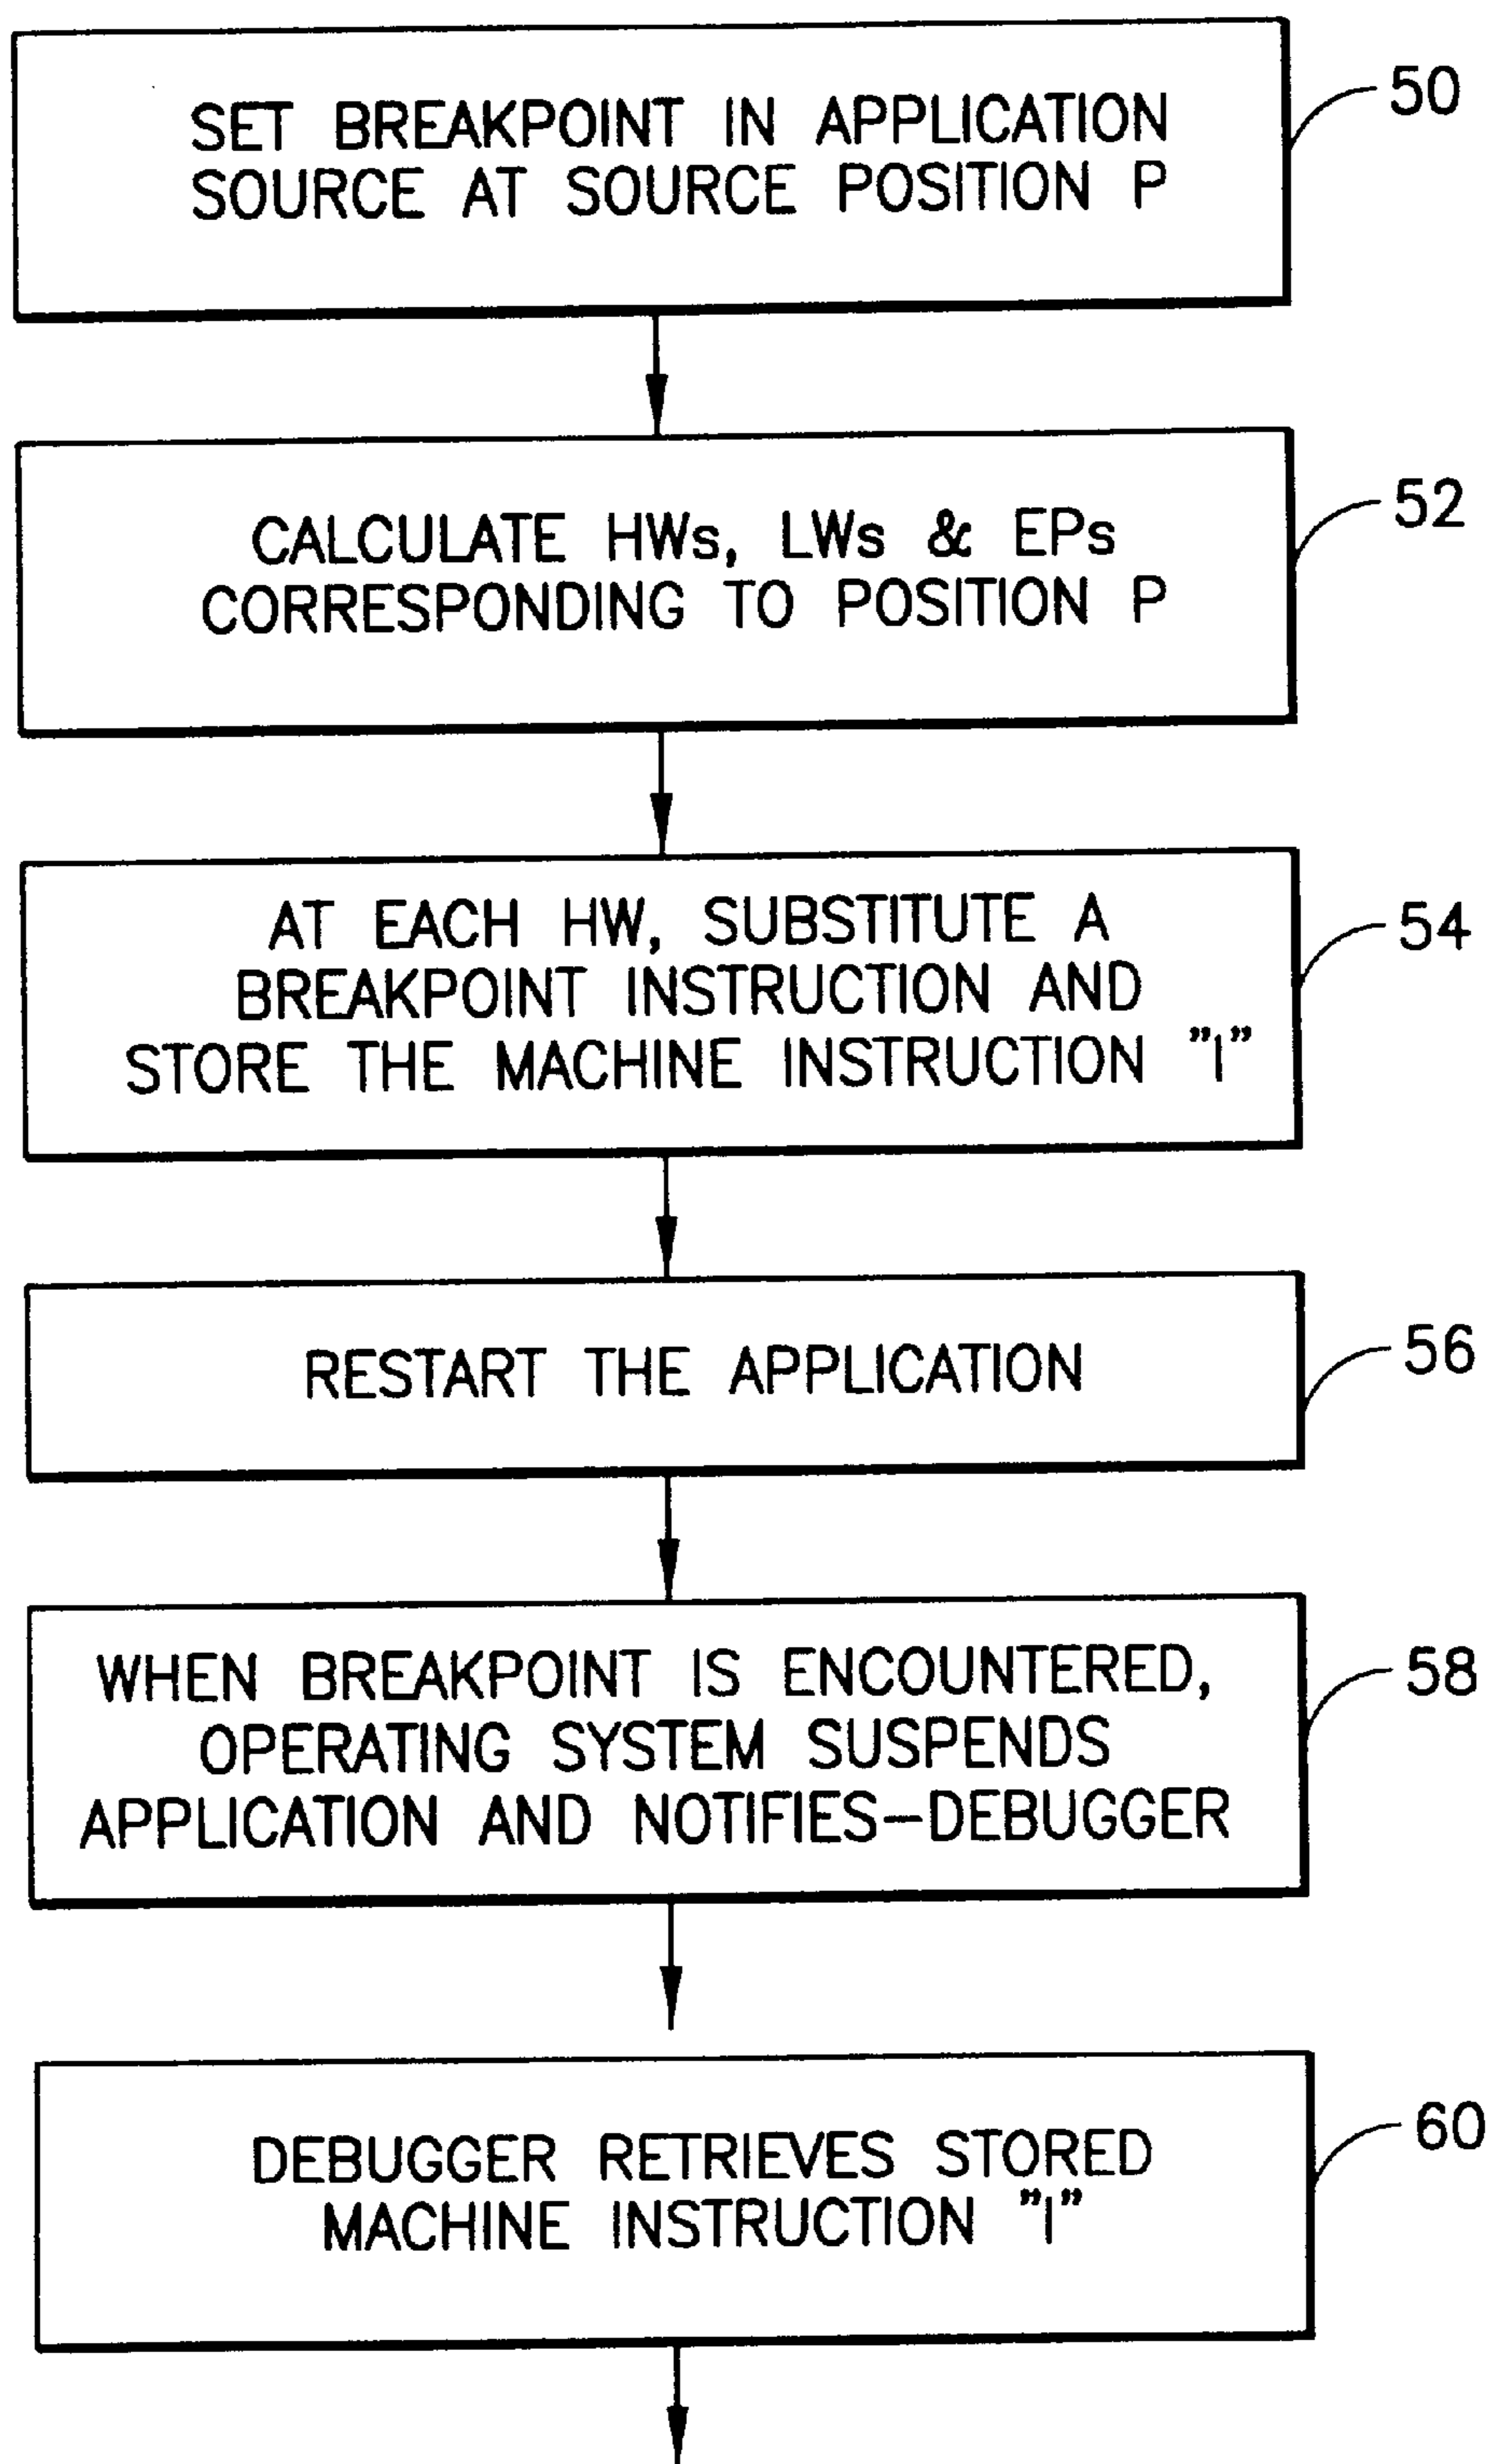 SET BREAKPOINT IN APPLICATION
SOURCE AT SOURCE POSITION P
50
CALCULATE HWs, LWs & EPs
CORRESPONDING TO POSITION P
52
AT EACH HW, SUBSTITUTE A
BREAKPOINT INSTRUCTION AND
STORE THE MACHINE INSTRUCTION "I"
54
RESTART THE APPLICATION
56
WHEN BREAKPOINT IS ENCOUNTERED,
OPERATING SYSTEM SUSPENDS
APPLICATION AND NOTIFIES–DEBUGGER
58
DEBUGGER RETRIEVES STORED
MACHINE INSTRUCTION "I"
60